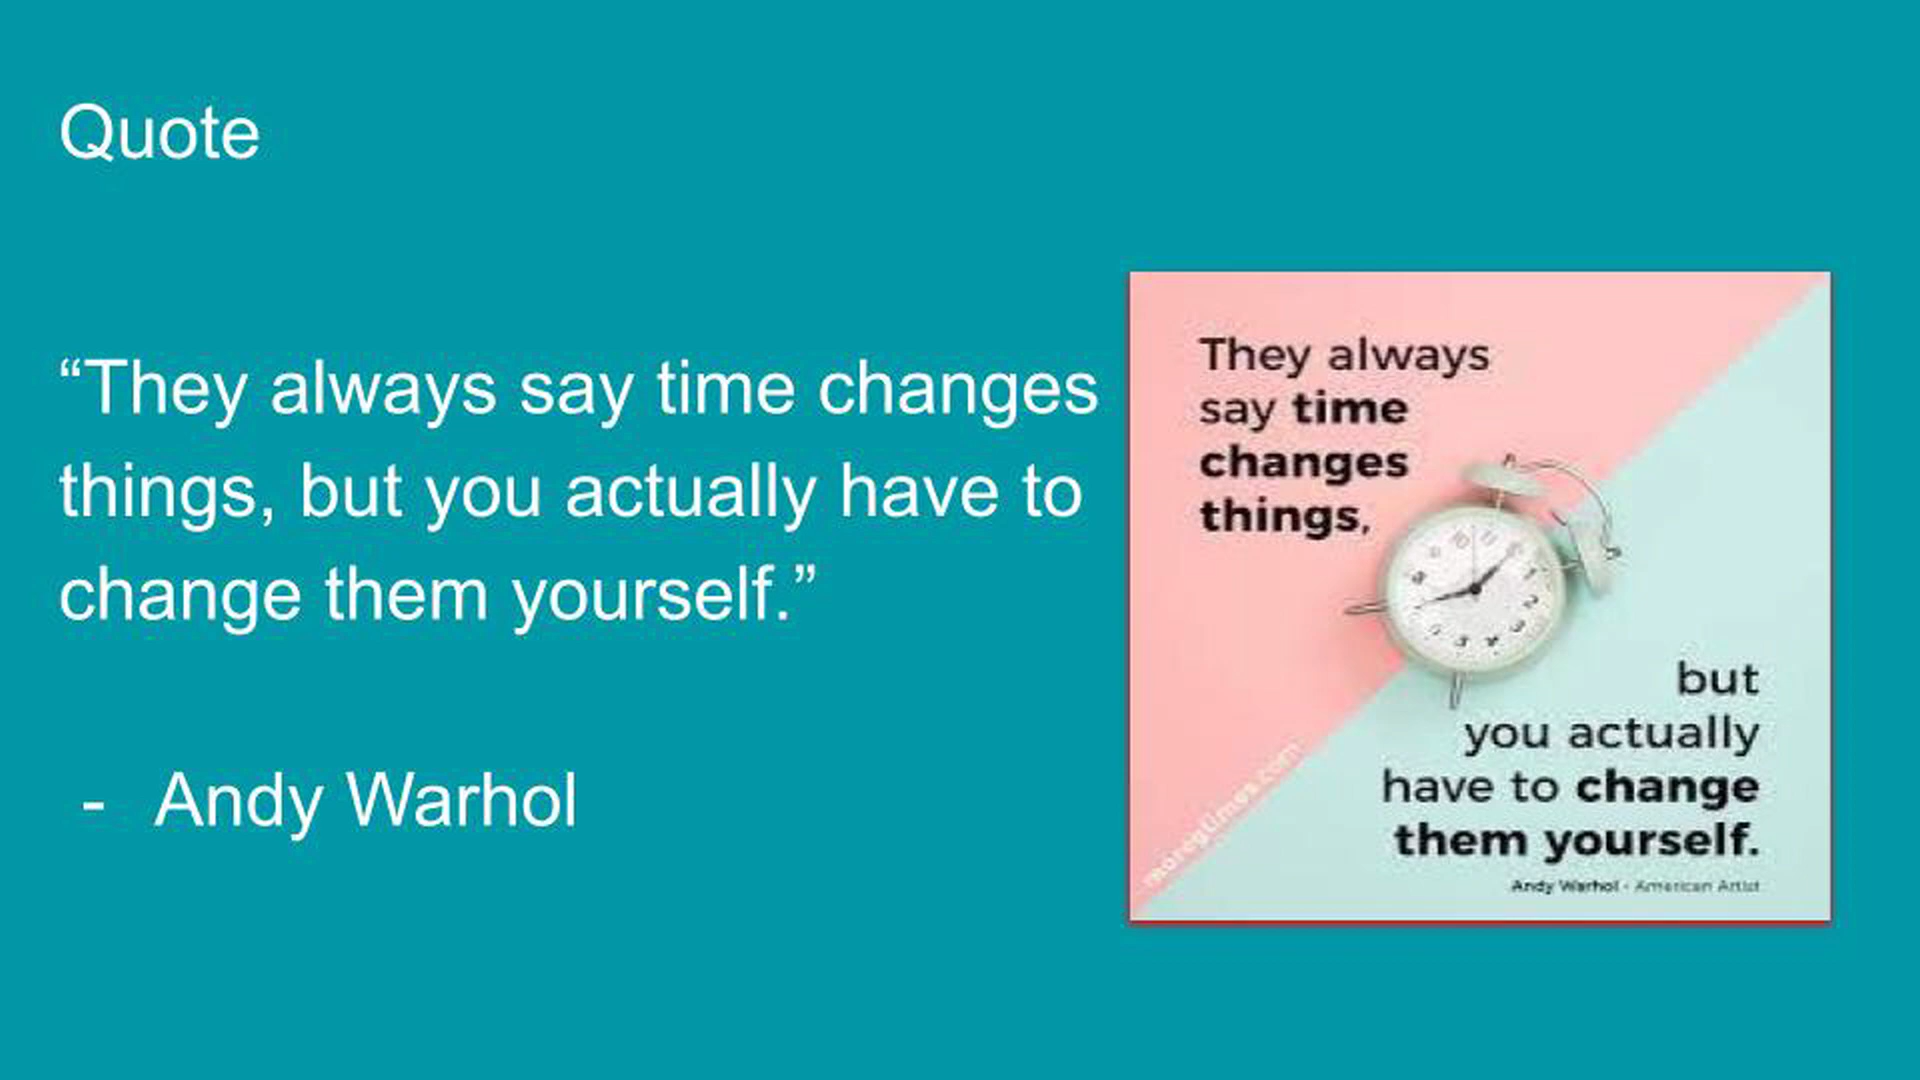 Quote
“They always say time changes
things, but you actually have to
change them yourself.”
- Andy Warhol
They always
say time
changes
things,
but
you actually
have to change
them yourself.
Andy Warhol - American Artist